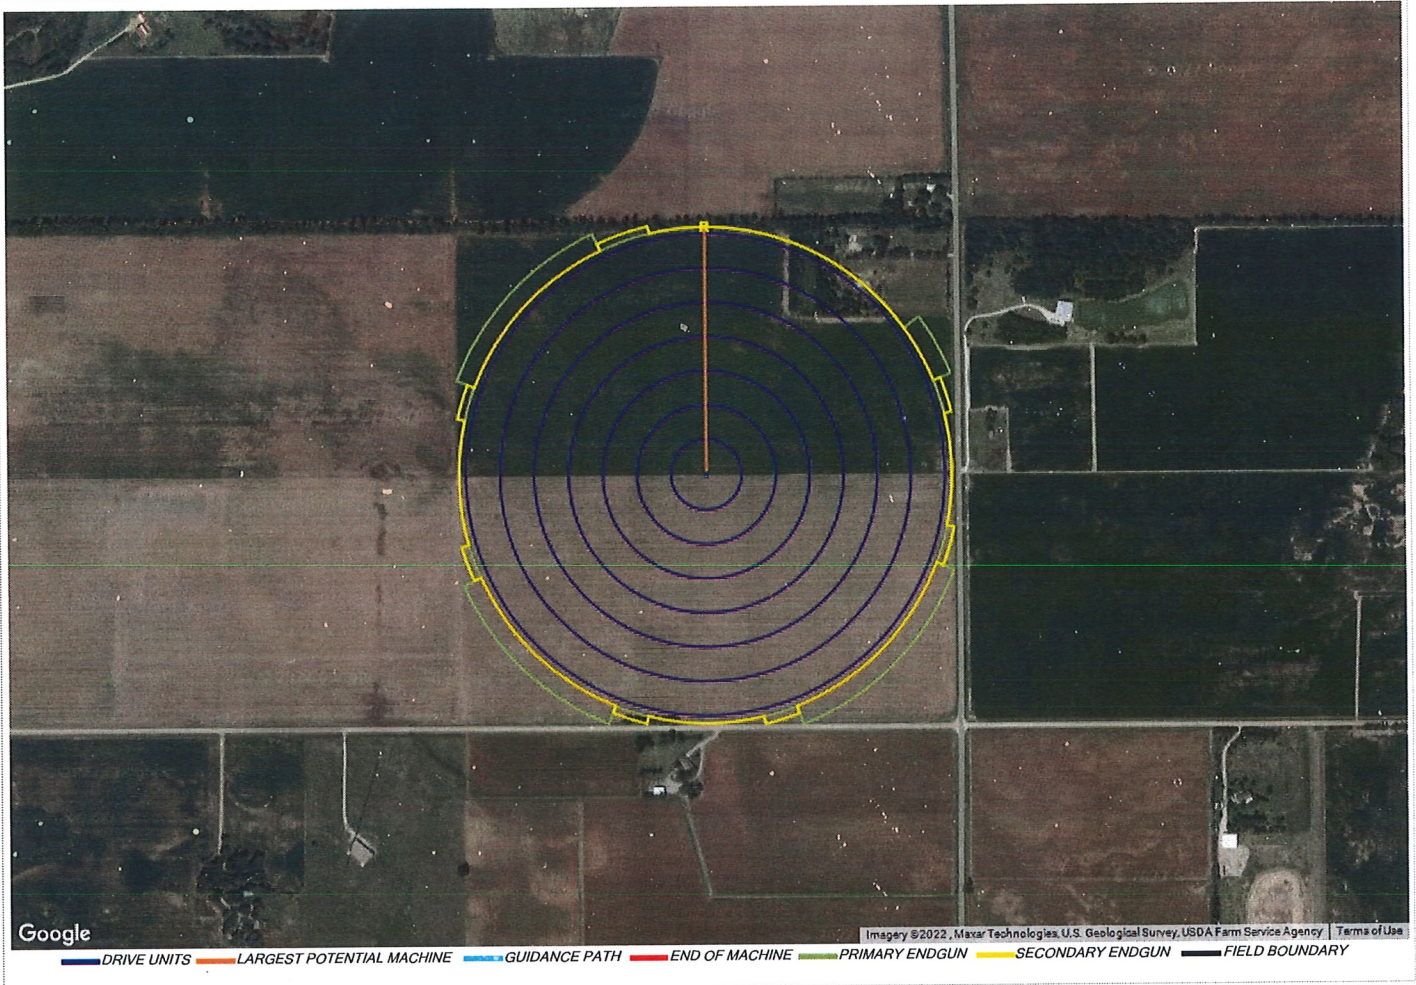 Google
Imagery ©2022, Maxar Technologies, U.S. Geological Survey, USDA Farm Service Agency Terms of Use
DRIVE UNITS LARGEST POTENTIAL MACHINE GUIDANCE PATH END OF MACHINE PRIMARY ENDGUN SECONDARY ENDGUN FIELD BOUNDARY